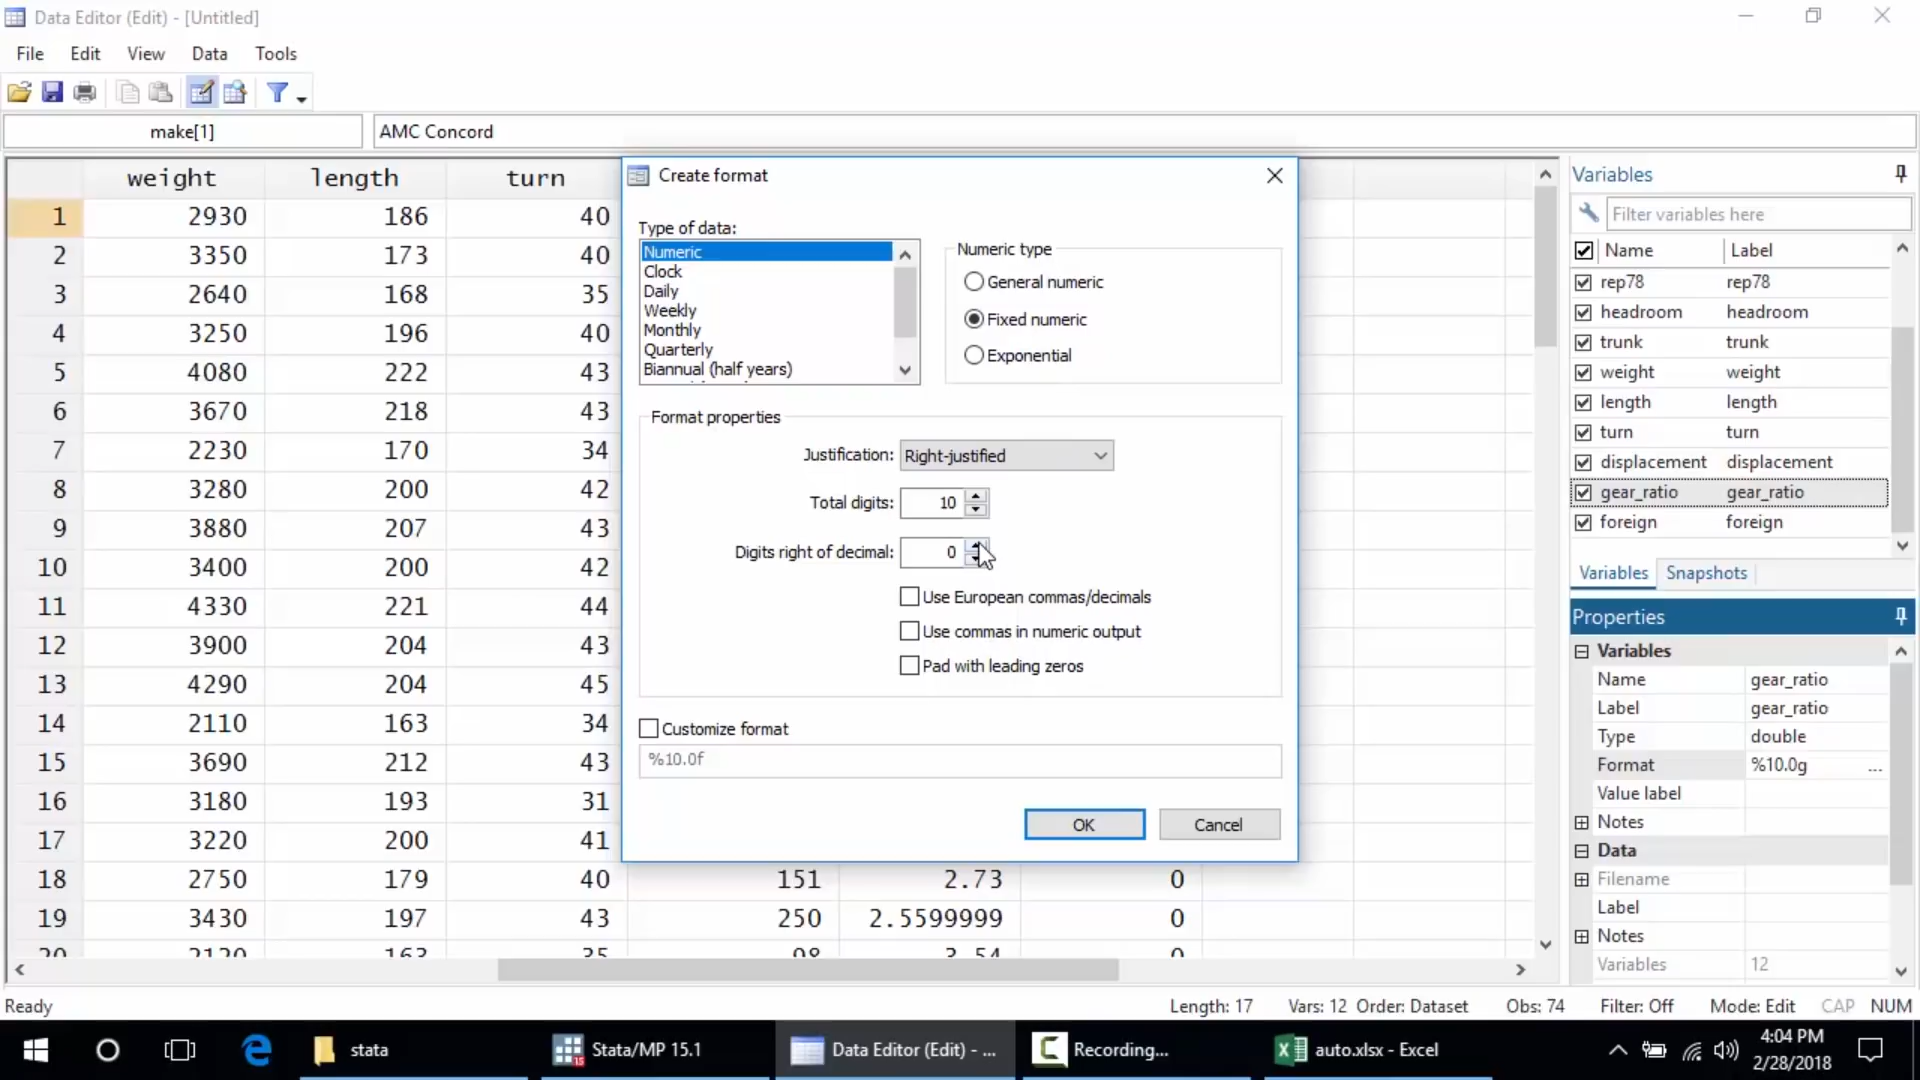 Data Editor (Edit) - [Untitled]
File Edit View Data Tools
make[1] AMC Concord
weight length turn
1 2930 186 40
2 3350 173 40
3 2640 168 35
4 3250 196 40
5 4080 222 43
6 3670 218 43
7 2230 170 34
8 3280 200 42
9 3880 207 43
10 3400 200 42
11 4330 221 44
12 3900 204 43
13 4290 204 45
14 2110 163 34
15 3690 212 43
16 3180 193 31
17 3220 200 41
18 2750 179 40 151 2.73 0
19 3430 197 43 250 2.5599999 0
20 2120 163 35 98 3.54
Create format
Type of data:
Numeric
Clock
Daily
Weekly
Monthly
Quarterly
Biannual (half years)
Numeric type
General numeric
Fixed numeric
Exponential
Format properties
Justification: Right-justified
Total digits: 10
Digits right of decimal: 0
Use European commas/decimals
Use commas in numeric output
Pad with leading zeros
Customize format
%10.0f
OK Cancel
Variables
Filter variables here
Name Label
rep78 rep78
headroom headroom
trunk trunk
weight weight
length length
turn turn
displacement displacement
gear_ratio gear_ratio
foreign foreign
Variables Snapshots
Properties
Variables
Name gear_ratio
Label gear_ratio
Type double
Format %10.0g ...
Value label
Notes
Data
Filename
Label
Notes
Variables 12
Ready Length: 17 Vars: 12 Order: Dataset Obs: 74 Filter: Off Mode: Edit CAP NUM
stata 15 Stata/MP 15.1 Data Editor (Edit) - ... Recording... auto.xlsx - Excel 4:04 PM
2/28/2018